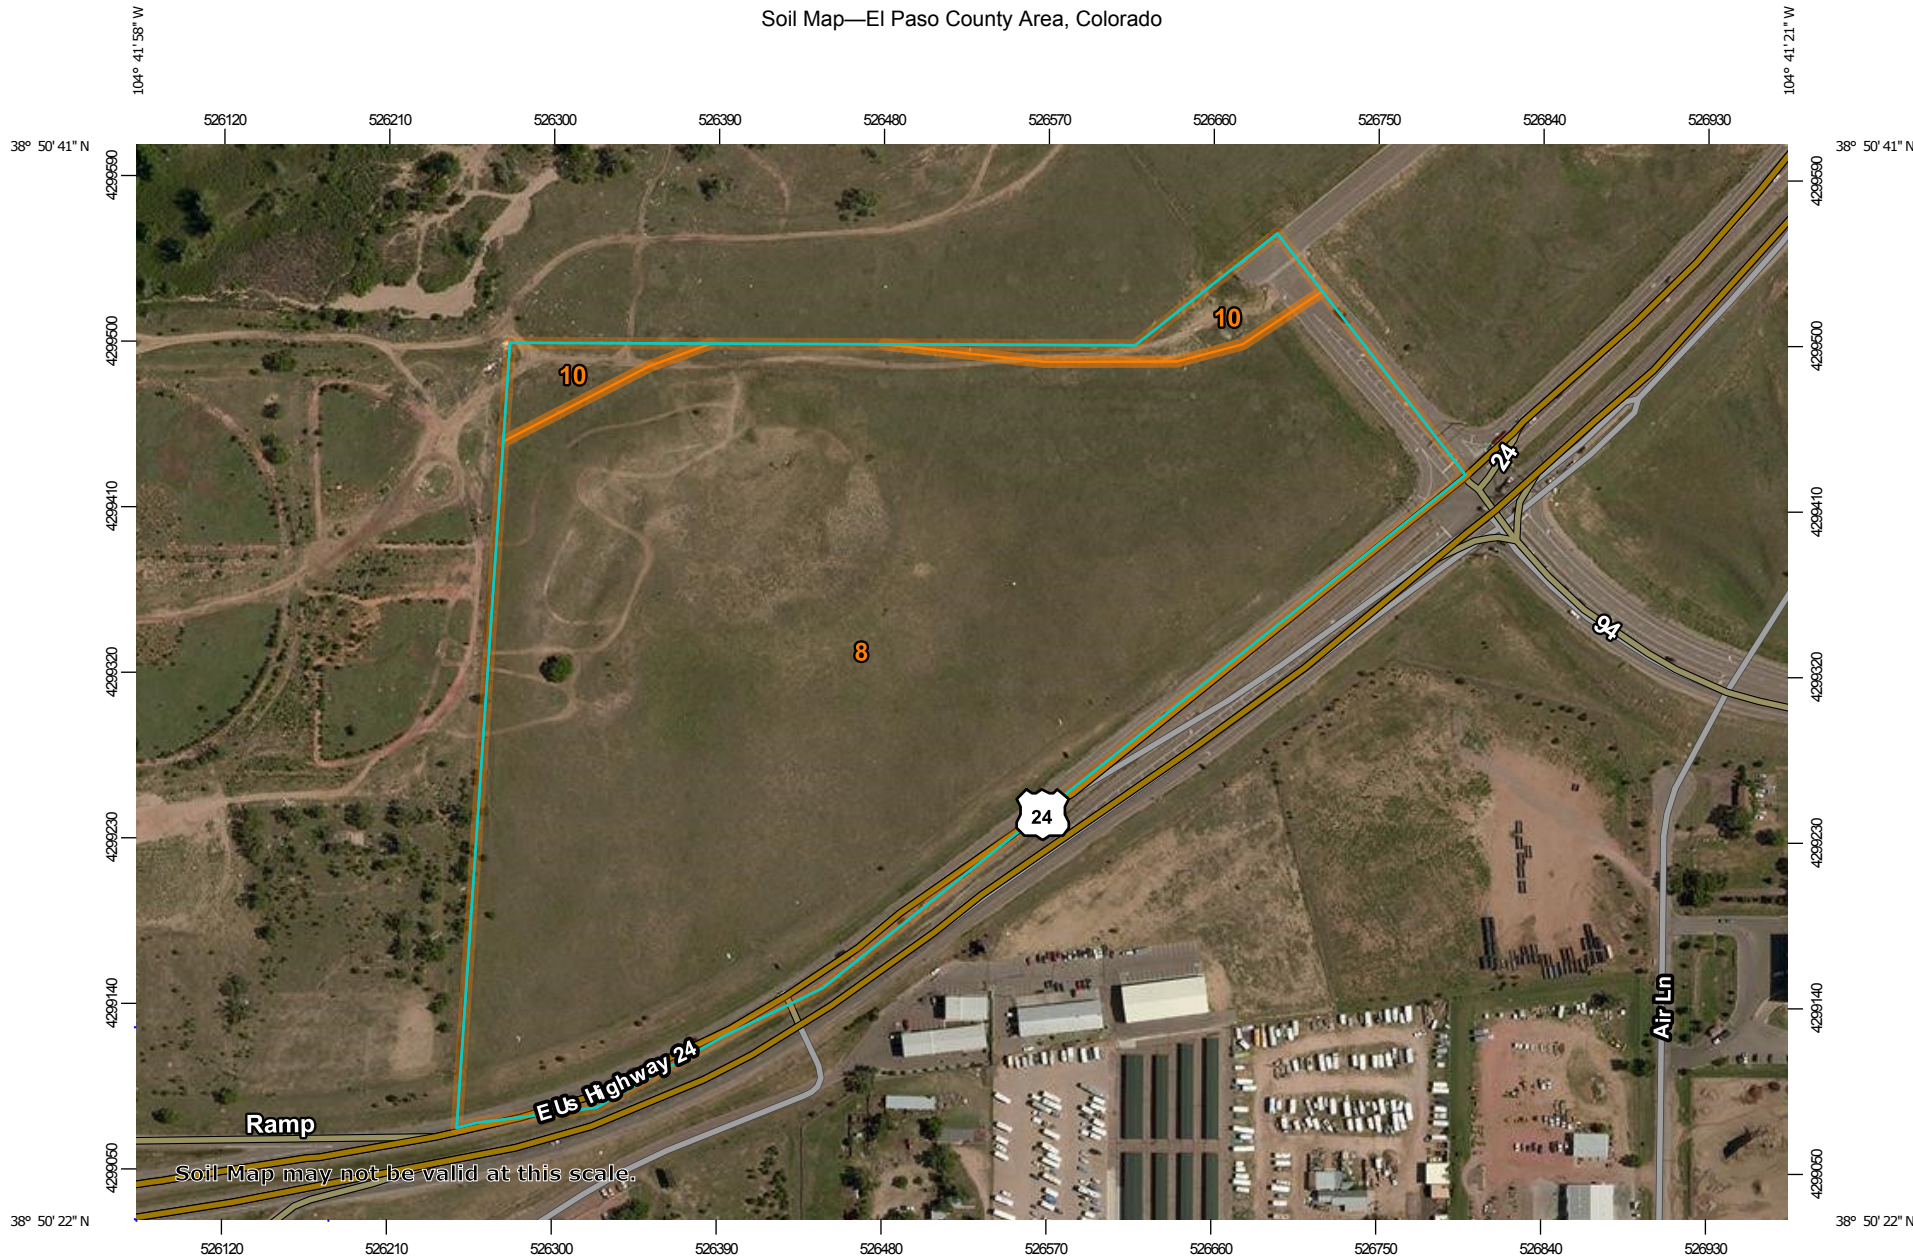 Soil Map—El Paso County Area, Colorado
104° 41' 58" W
104° 41' 21" W
526120 526210 526300 526390 526480 526570 526660 526750 526840 526930
38° 50' 41" N
38° 50' 41" N
4299590
4299590
10
4299500
4299500
10
24
4299410
4299410
94
8
4299320
4299320
24
4299230
4299230
4299140
4299140
Air Ln
E Us Highway 24
Ramp
Soil Map may not be valid at this scale.
4299050
4299050
38° 50' 22" N
38° 50' 22" N
526120 526210 526300 526390 526480 526570 526660 526750 526840 526930